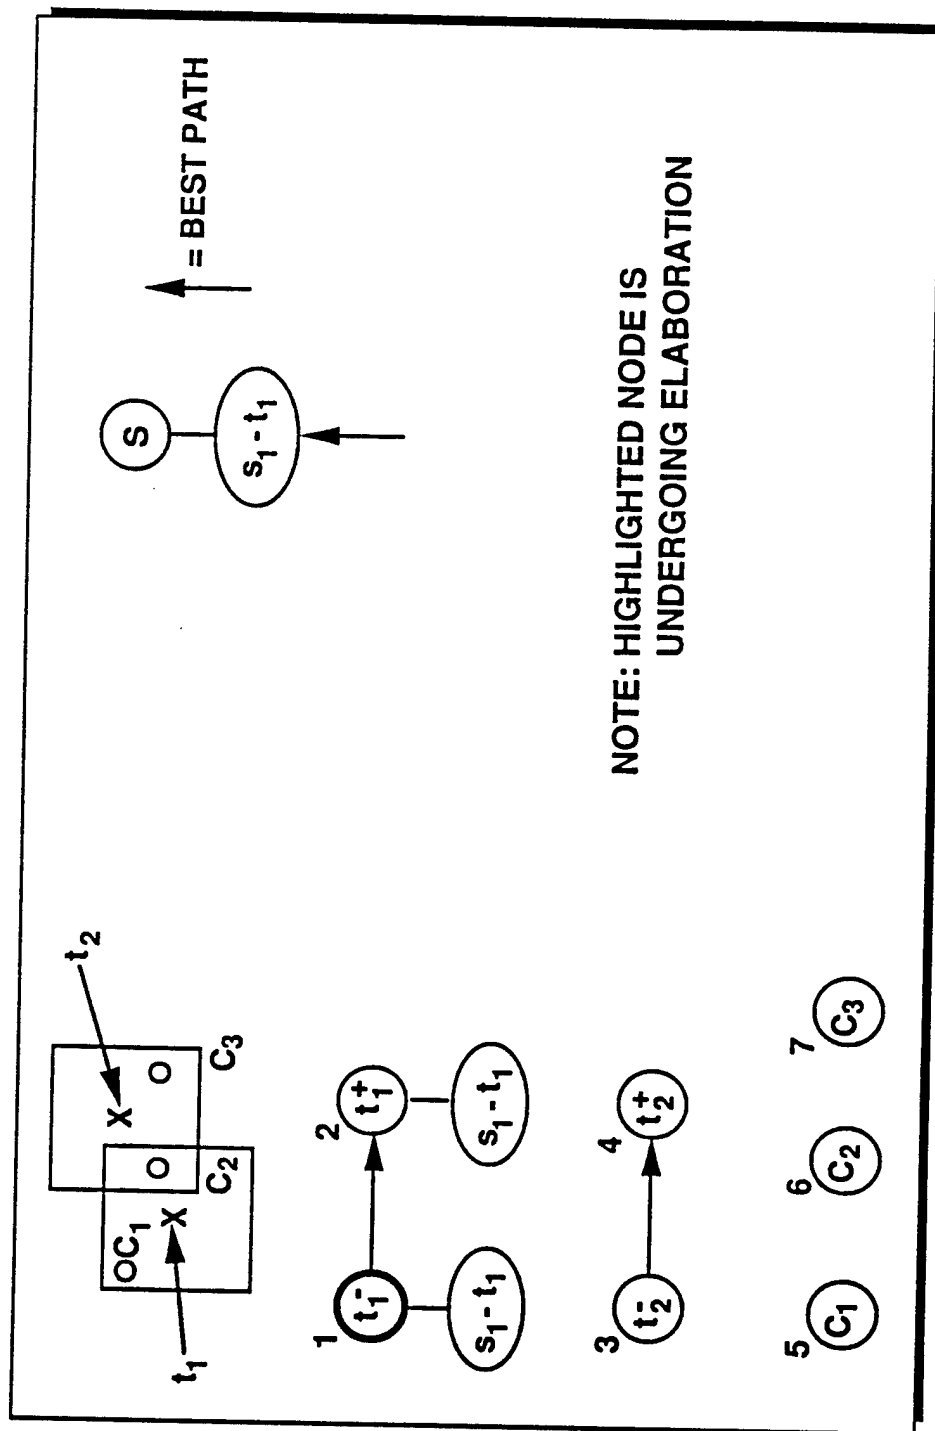 t₂
t₁
C₁
C₂
C₃
S
s₁ - t₁
= BEST PATH
1
t₁⁻
s₁ - t₁
2
t₁⁺
s₁ - t₁
3
t₂⁻
4
t₂⁺
NOTE: HIGHLIGHTED NODE IS
UNDERGOING ELABORATION
5
C₁
6
C₂
7
C₃
X
X